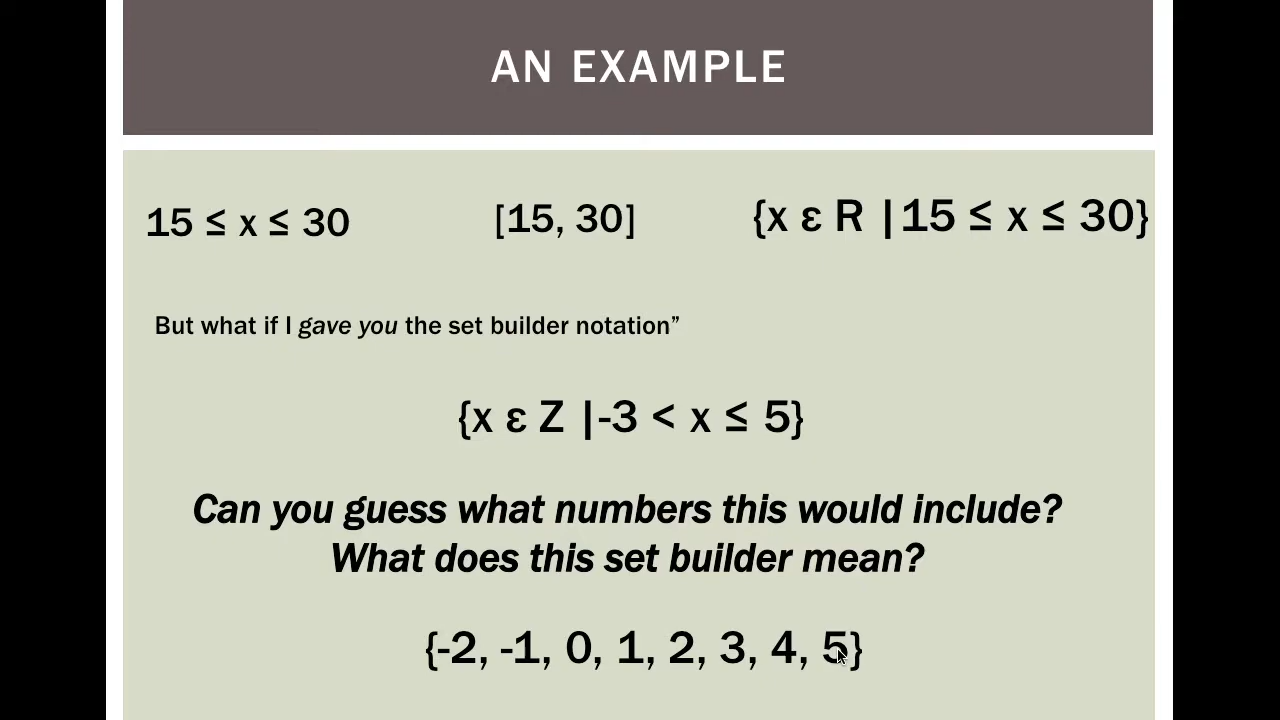 AN EXAMPLE
15 ≤ x ≤ 30 [15, 30] {x ε R |15 ≤ x ≤ 30}
But what if I gave you the set builder notation”
{x ε Z |-3 < x ≤ 5}
Can you guess what numbers this would include?
What does this set builder mean?
{-2, -1, 0, 1, 2, 3, 4, 5}